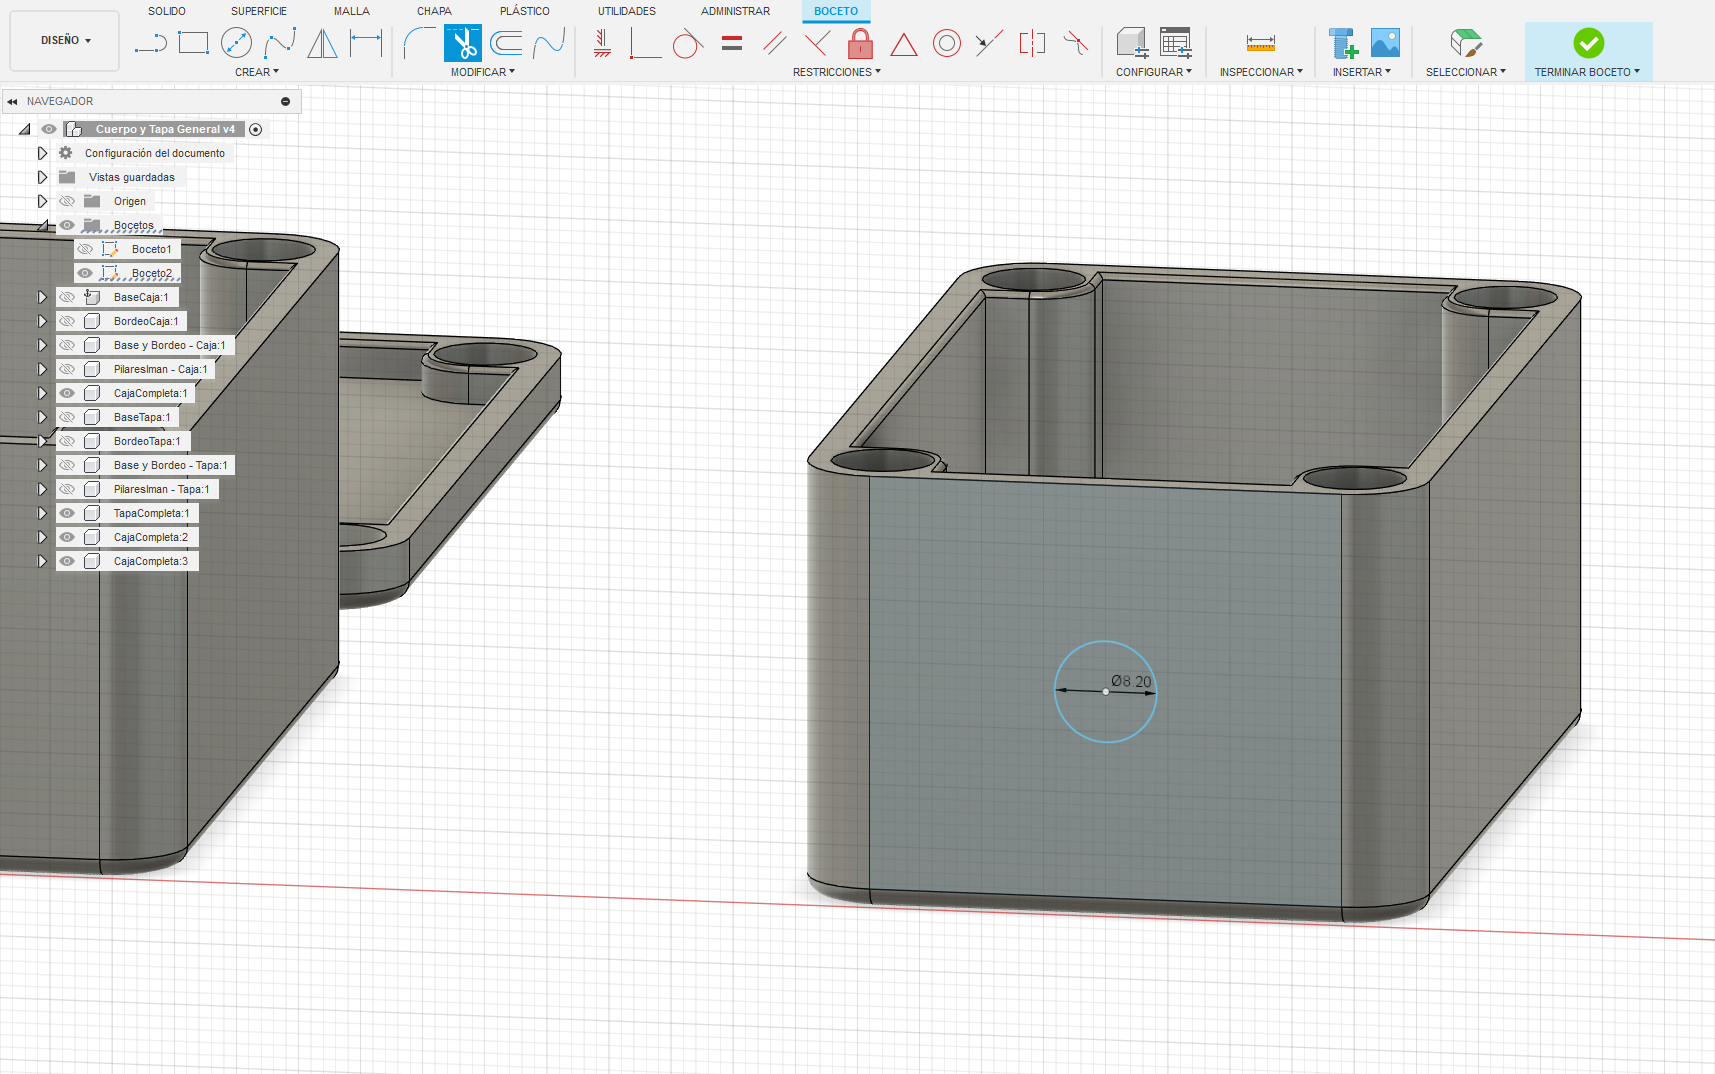 SOLIDO SUPERFICIE MALLA CHAPA PLÁSTICO UTILIDADES ADMINISTRAR BOCETO
DISEÑO
CREAR MODIFICAR RESTRICCIONES CONFIGURAR INSPECCIONAR INSERTAR SELECCIONAR TERMINAR BOCETO
NAVEGADOR
Cuerpo y Tapa General v4
Configuración del documento
Vistas guardadas
Origen
Bocetos
Boceto1
Boceto2
BaseCaja:1
BordeoCaja:1
Base y Bordeo - Caja:1
PilaresIman - Caja:1
CajaCompleta:1
BaseTapa:1
BordeoTapa:1
Base y Bordeo - Tapa:1
PilaresIman - Tapa:1
TapaCompleta:1
CajaCompleta:2
CajaCompleta:3
Ø8.20